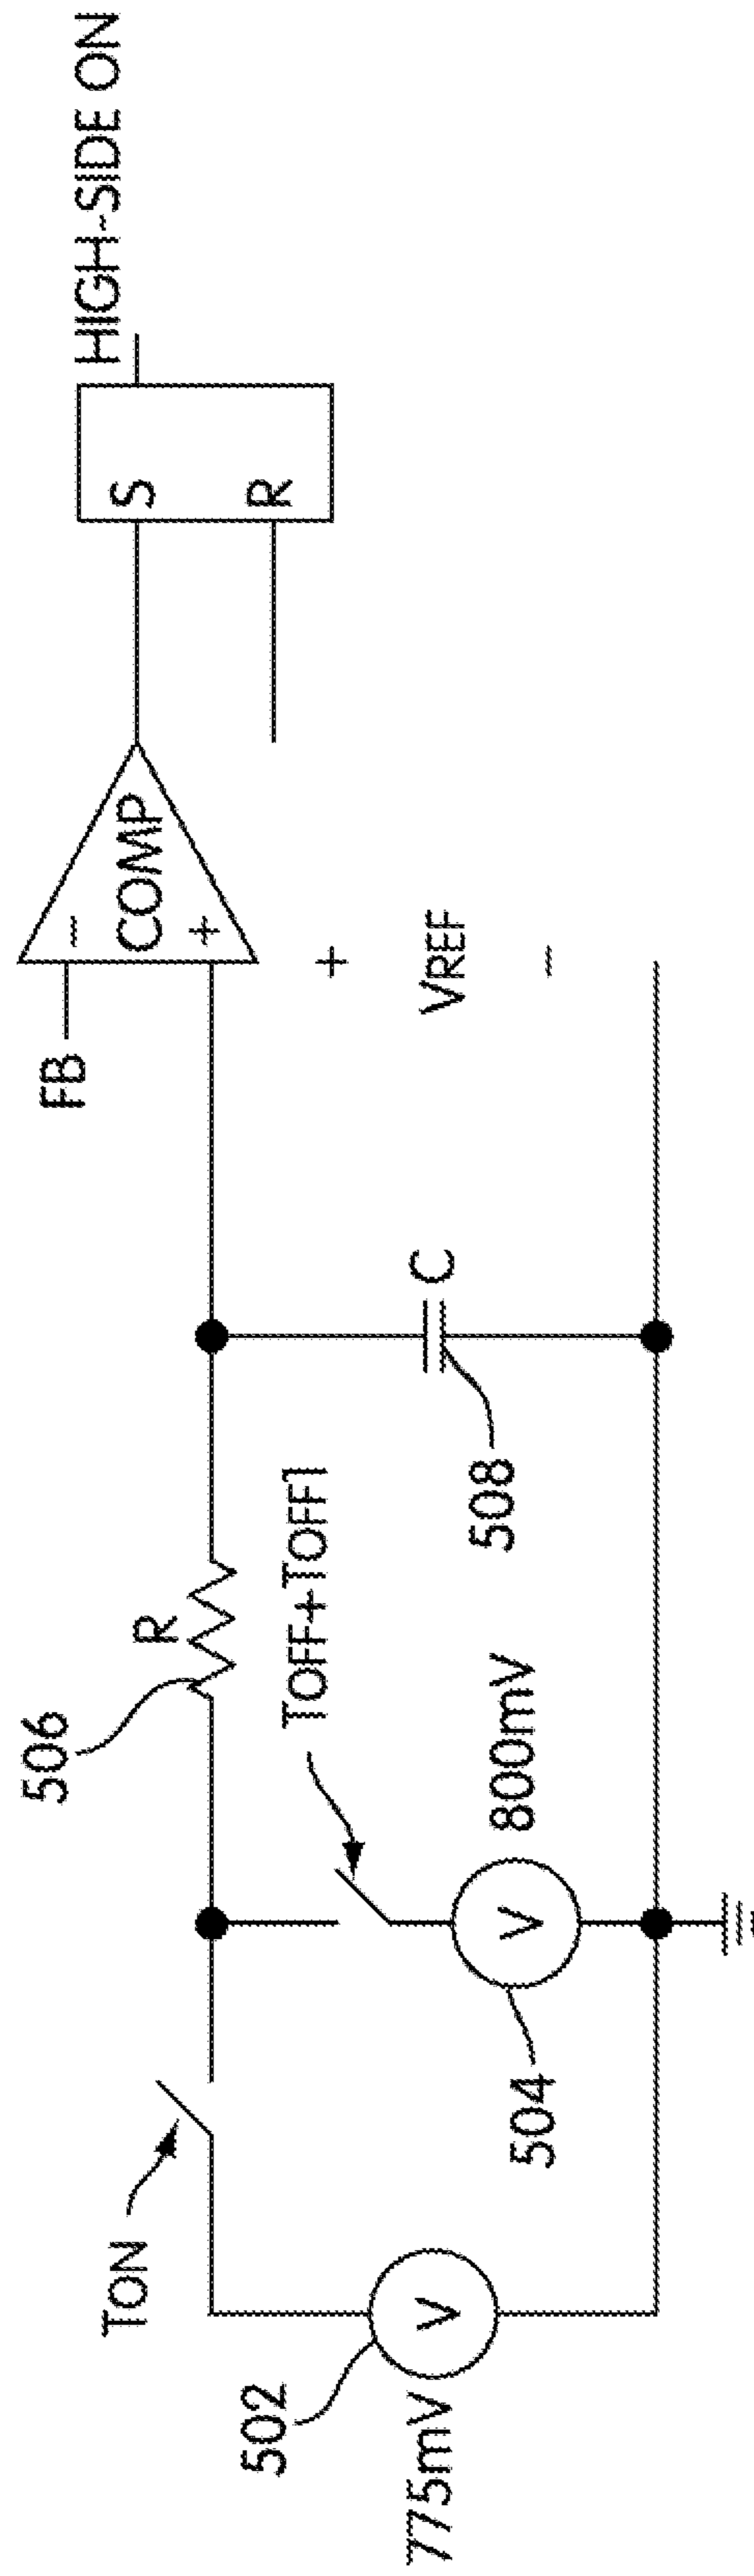 HIGH-SIDE ON
S
R
FB
−
COMP
+
+
VREF
−
506
R
TOFF+TOFF1
C
508
TON
V
800mV
504
502
V
775mV